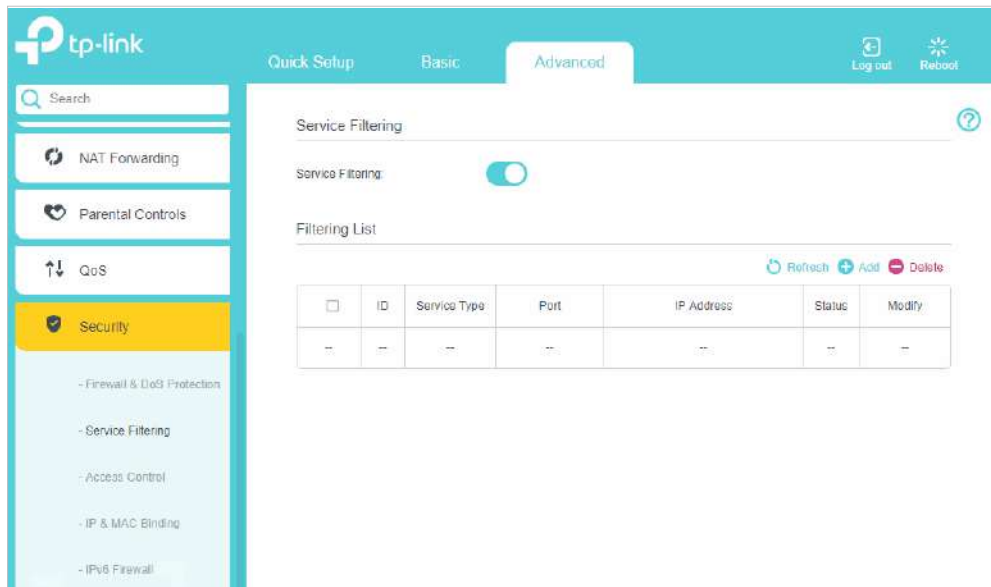 tp-link
Quick Setup Basic Advanced Log out Reboot
Search
NAT Forwarding
Parental Controls
QoS
Security
- Firewall & DoS Protection
- Service Filtering
- Access Control
- IP & MAC Binding
- IPv6 Firewall
Service Filtering
Service Filtering:
Filtering List
Refresh Add Delete
ID Service Type Port IP Address Status Modify
-- -- -- -- -- -- --